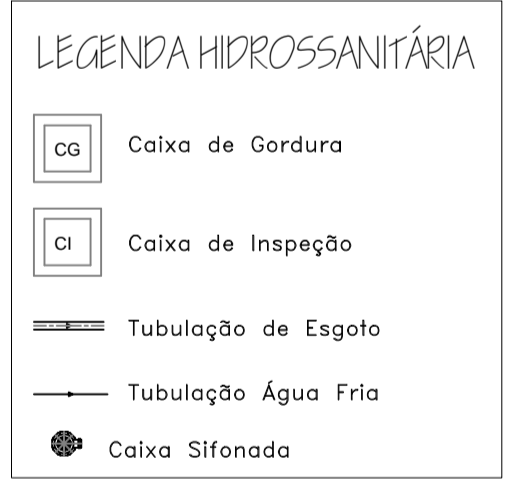 LEGENDA HIDROSSANITÁRIA
CG Caixa de Gordura
CI Caixa de Inspeção
Tubulação de Esgoto
Tubulação Água Fria
Caixa Sifonada